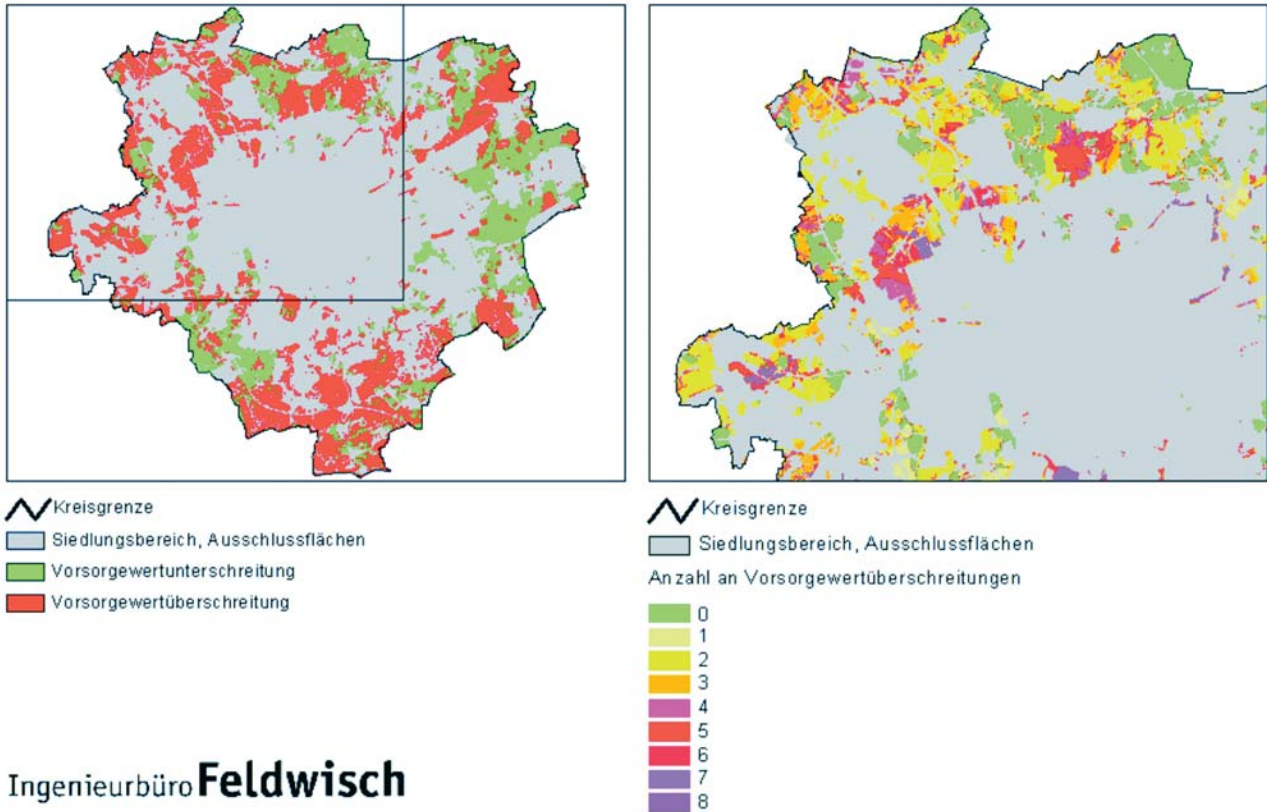 Kreisgrenze
Siedlungsbereich, Ausschlussflächen
Vorsorgewertunterschreitung
Vorsorgewertüberschreitung
Ingenieurbüro Feldwisch
Kreisgrenze
Siedlungsbereich, Ausschlussflächen
Anzahl an Vorsorgewertüberschreitungen
0
1
2
3
4
5
6
7
8